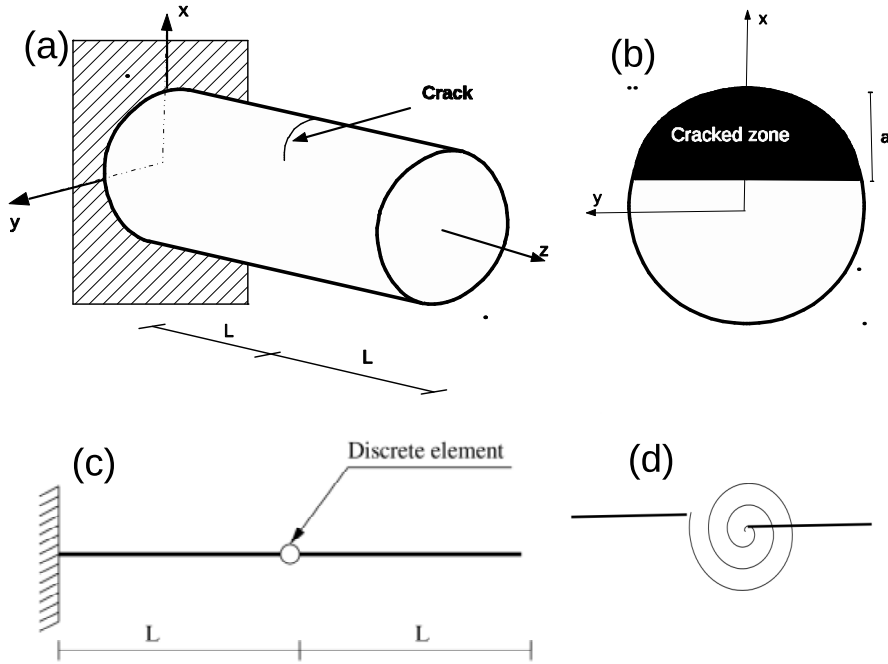 (a)
x
Crack
y
z
L
L
(b)
x
Cracked zone
a
y
(c)
Discrete element
L
L
(d)